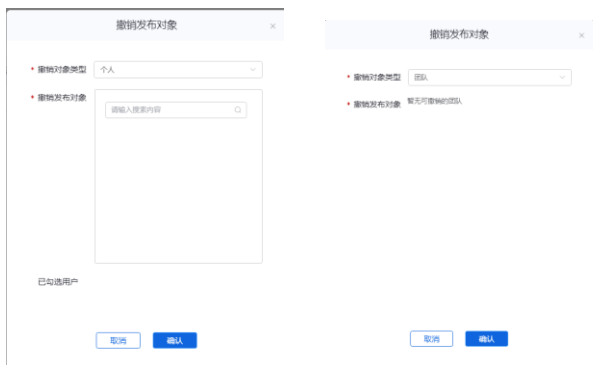 撤销发布对象
* 撤销对象类型 个人
* 撤销发布对象
请输入搜索内容
已勾选用户
取消 确认
撤销发布对象
* 撤销对象类型 团队
* 撤销发布对象 暂无可撤销的团队
取消 确认